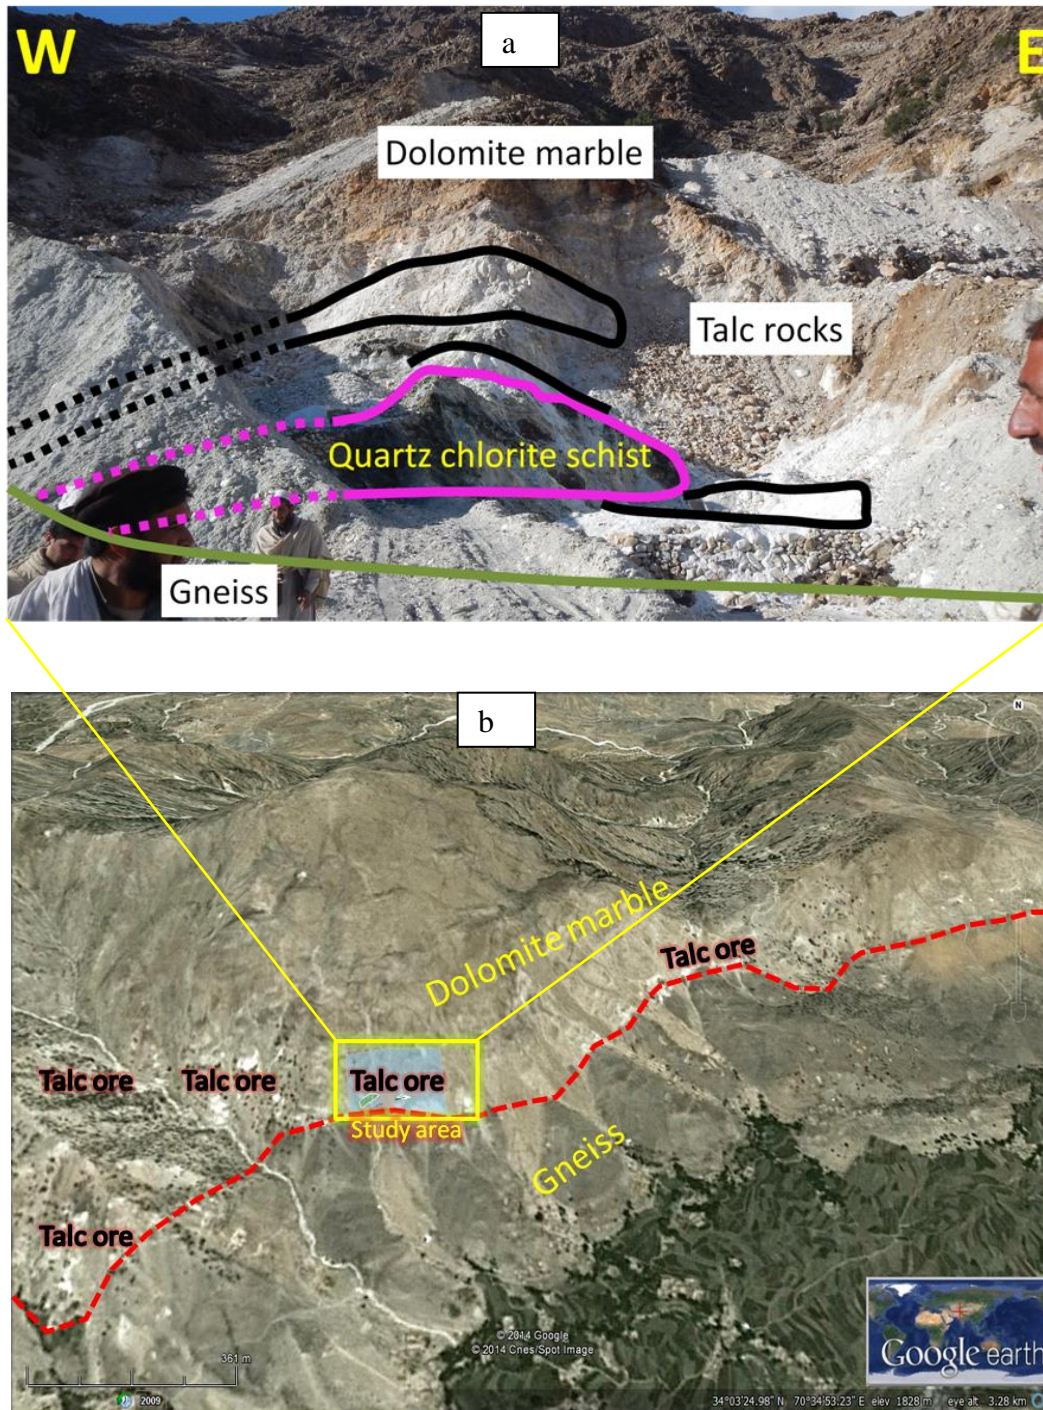 W
a
E
Dolomite marble
Talc rocks
Quartz chlorite schist
Gneiss
b
N
Dolomite marble
Talc ore
Talc ore
Talc ore
Talc ore
Study area
Gneiss
Talc ore
© 2014 Google
© 2014 Cnes/Spot Image
Google earth
361 m
2009
34°03'24.98" N 70°34'53.23" E elev 1828 m eye alt 3.28 km